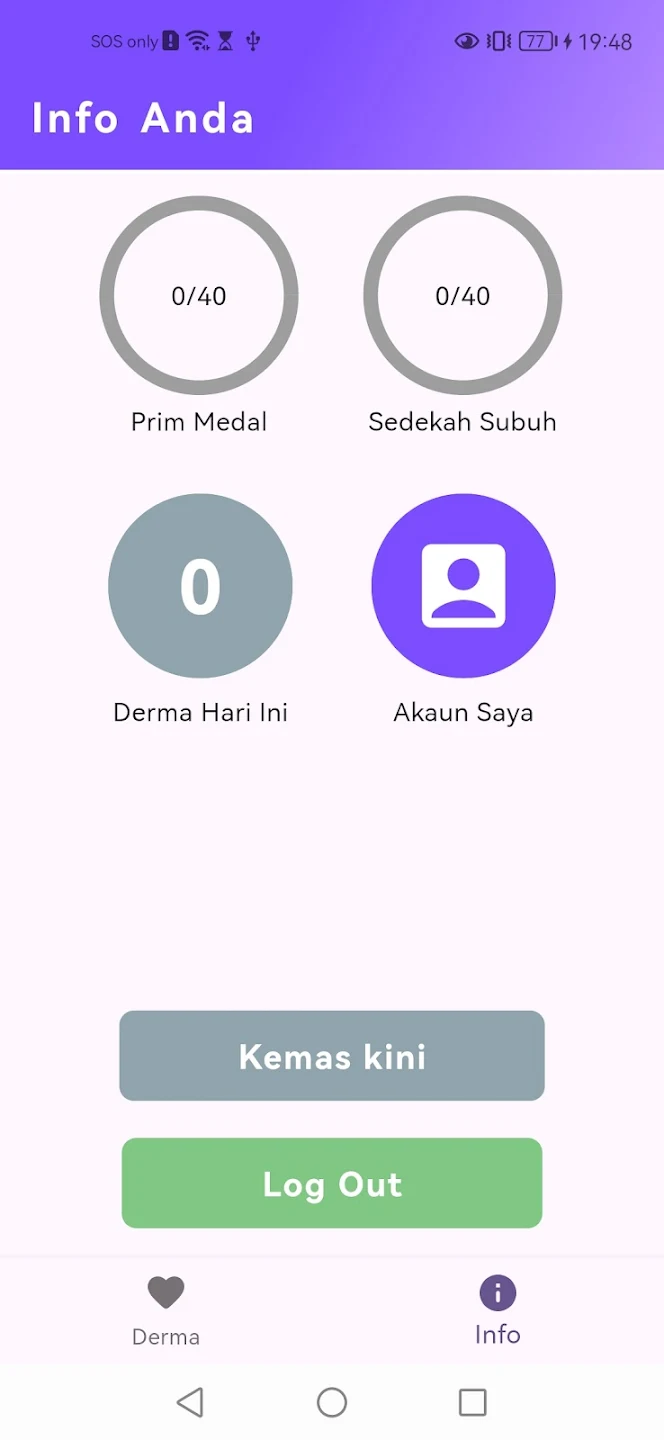 SOS only
77 19:48
Info Anda
0/40
0/40
Prim Medal
Sedekah Subuh
0
Derma Hari Ini
Akaun Saya
Kemas kini
Log Out
Derma
Info